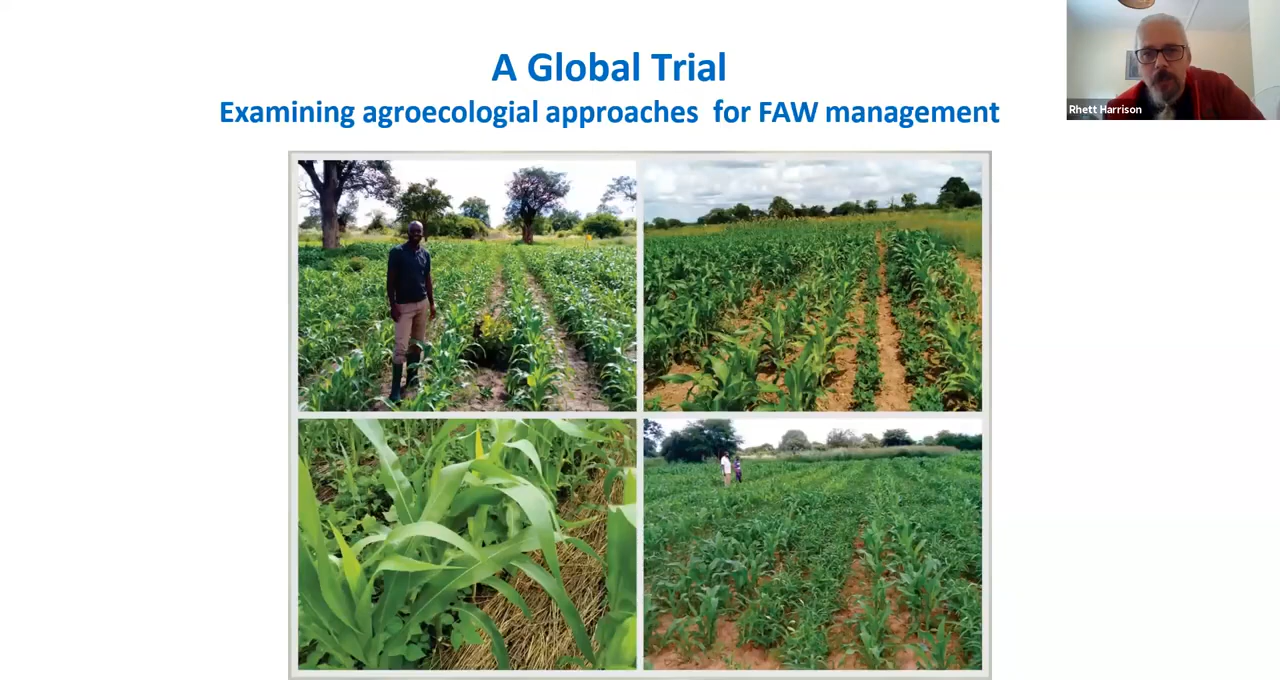 A Global Trial
Examining agroecologial approaches for FAW management
Rhett Harrison